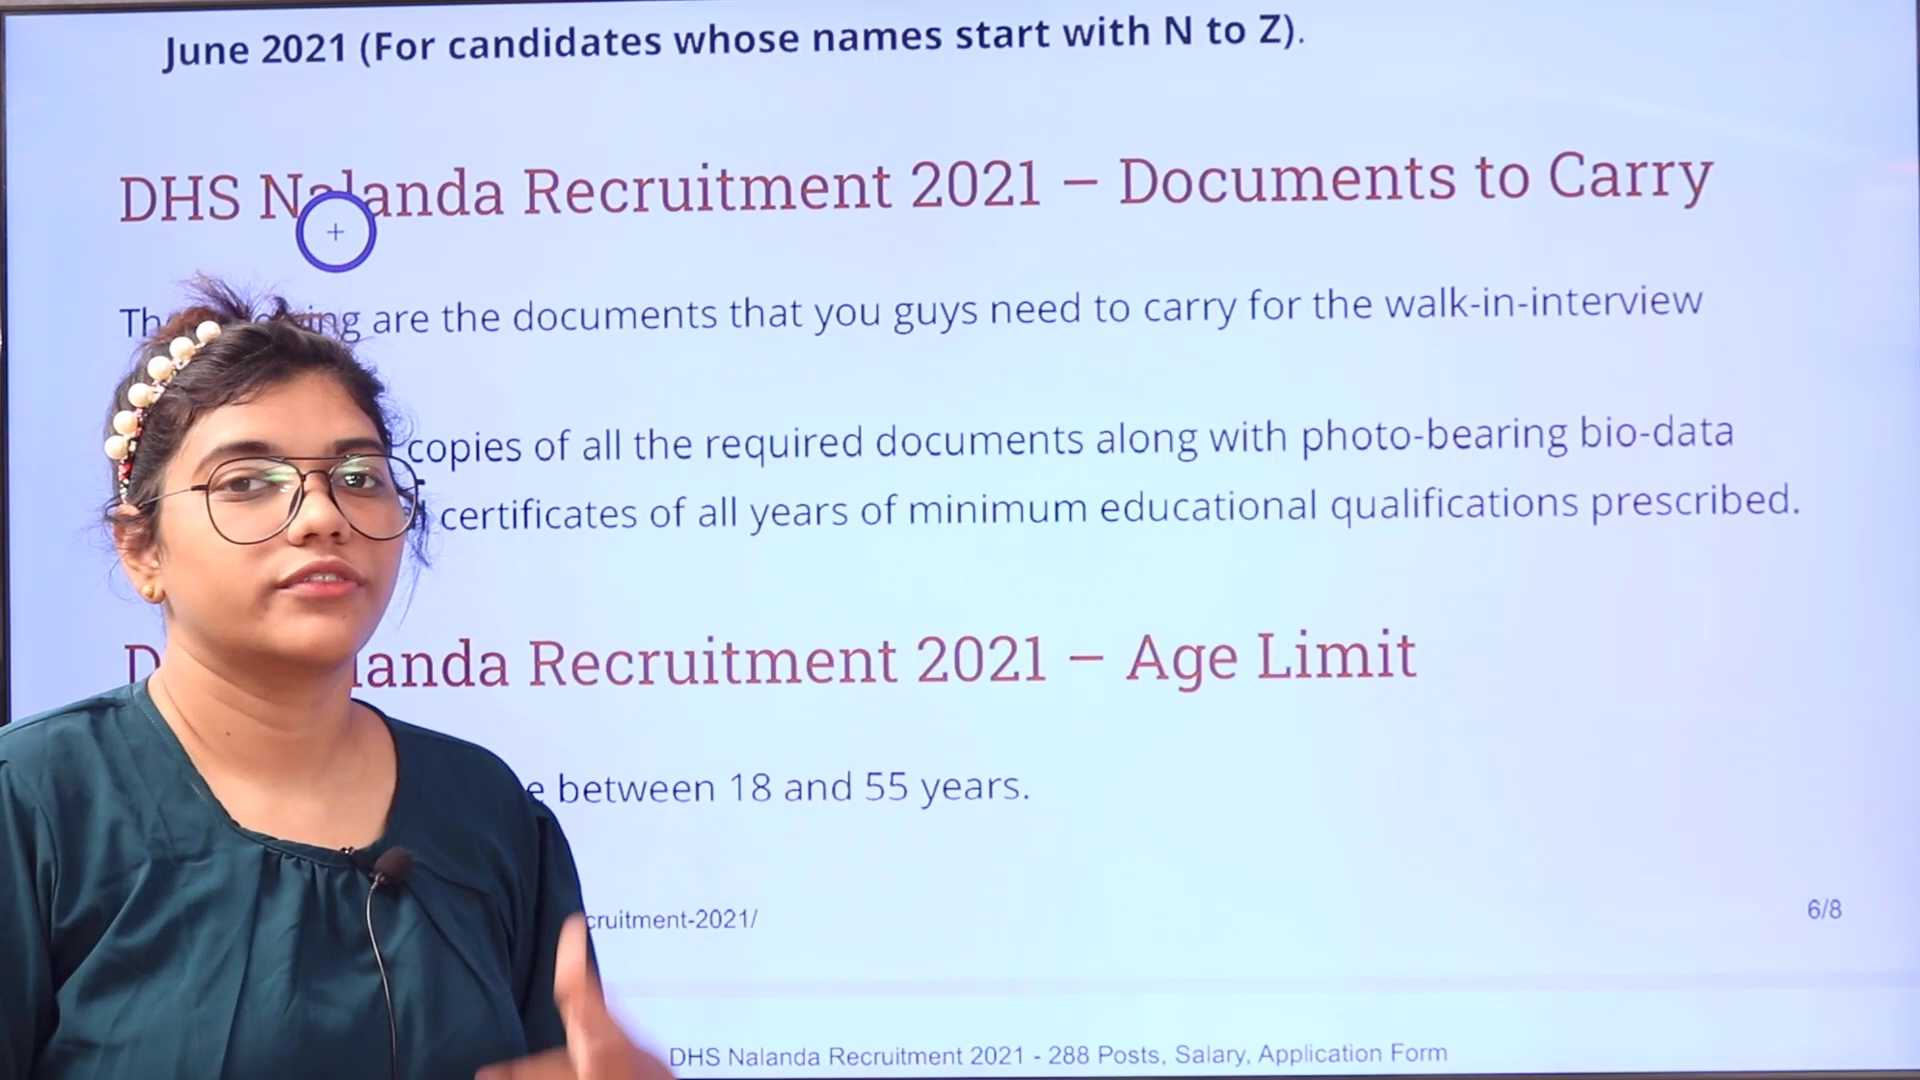 June 2021 (For candidates whose names start with N to Z).
DHS Nalanda Recruitment 2021 – Documents to Carry
are the documents that you guys need to carry for the walk-in-interview
copies of all the required documents along with photo-bearing bio-data
certificates of all years of minimum educational qualifications prescribed.
landa Recruitment 2021 – Age Limit
between 18 and 55 years.
cruitment-2021/
6/8
DHS Nalanda Recruitment 2021 - 288 Posts, Salary, Application Form